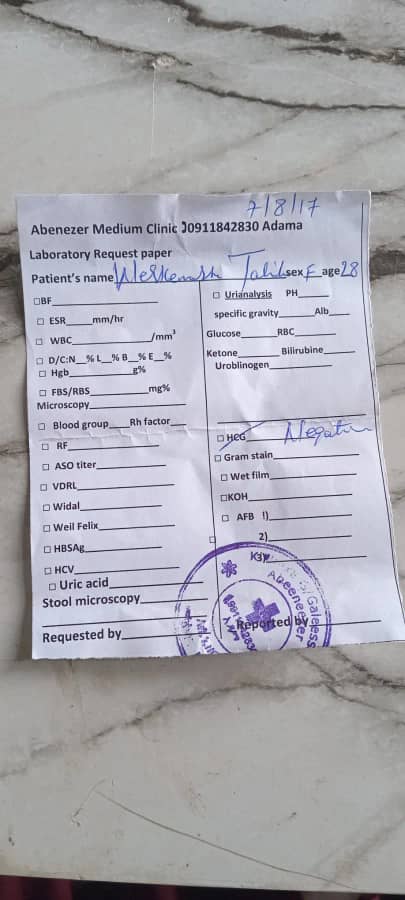 7/8/17
Abenezer Medium Clinic 0911842830 Adama
Laboratory Request paper
Patient's name sex F age 28
□BF
□ ESR mm/hr
□ WBC /mm³
□ D/C:N % L % B % E %
□ Hgb g%
□ FBS/RBS mg%
Microscopy
□ Blood group Rh factor
□ RF
□ ASO titer
□ VDRL
□ Widal
□ Weil Felix
□ HBSAg
□ HCV
□ Uric acid
Stool microscopy
Requested by
□ Urianalysis PH
specific gravity Alb
Glucose RBC
Ketone Bilirubine
Uroblinogen
□ HCG Negative
□ Gram stain
□ Wet film
□KOH
□ AFB !)
2)
3)
Reported by
Abeeneezer